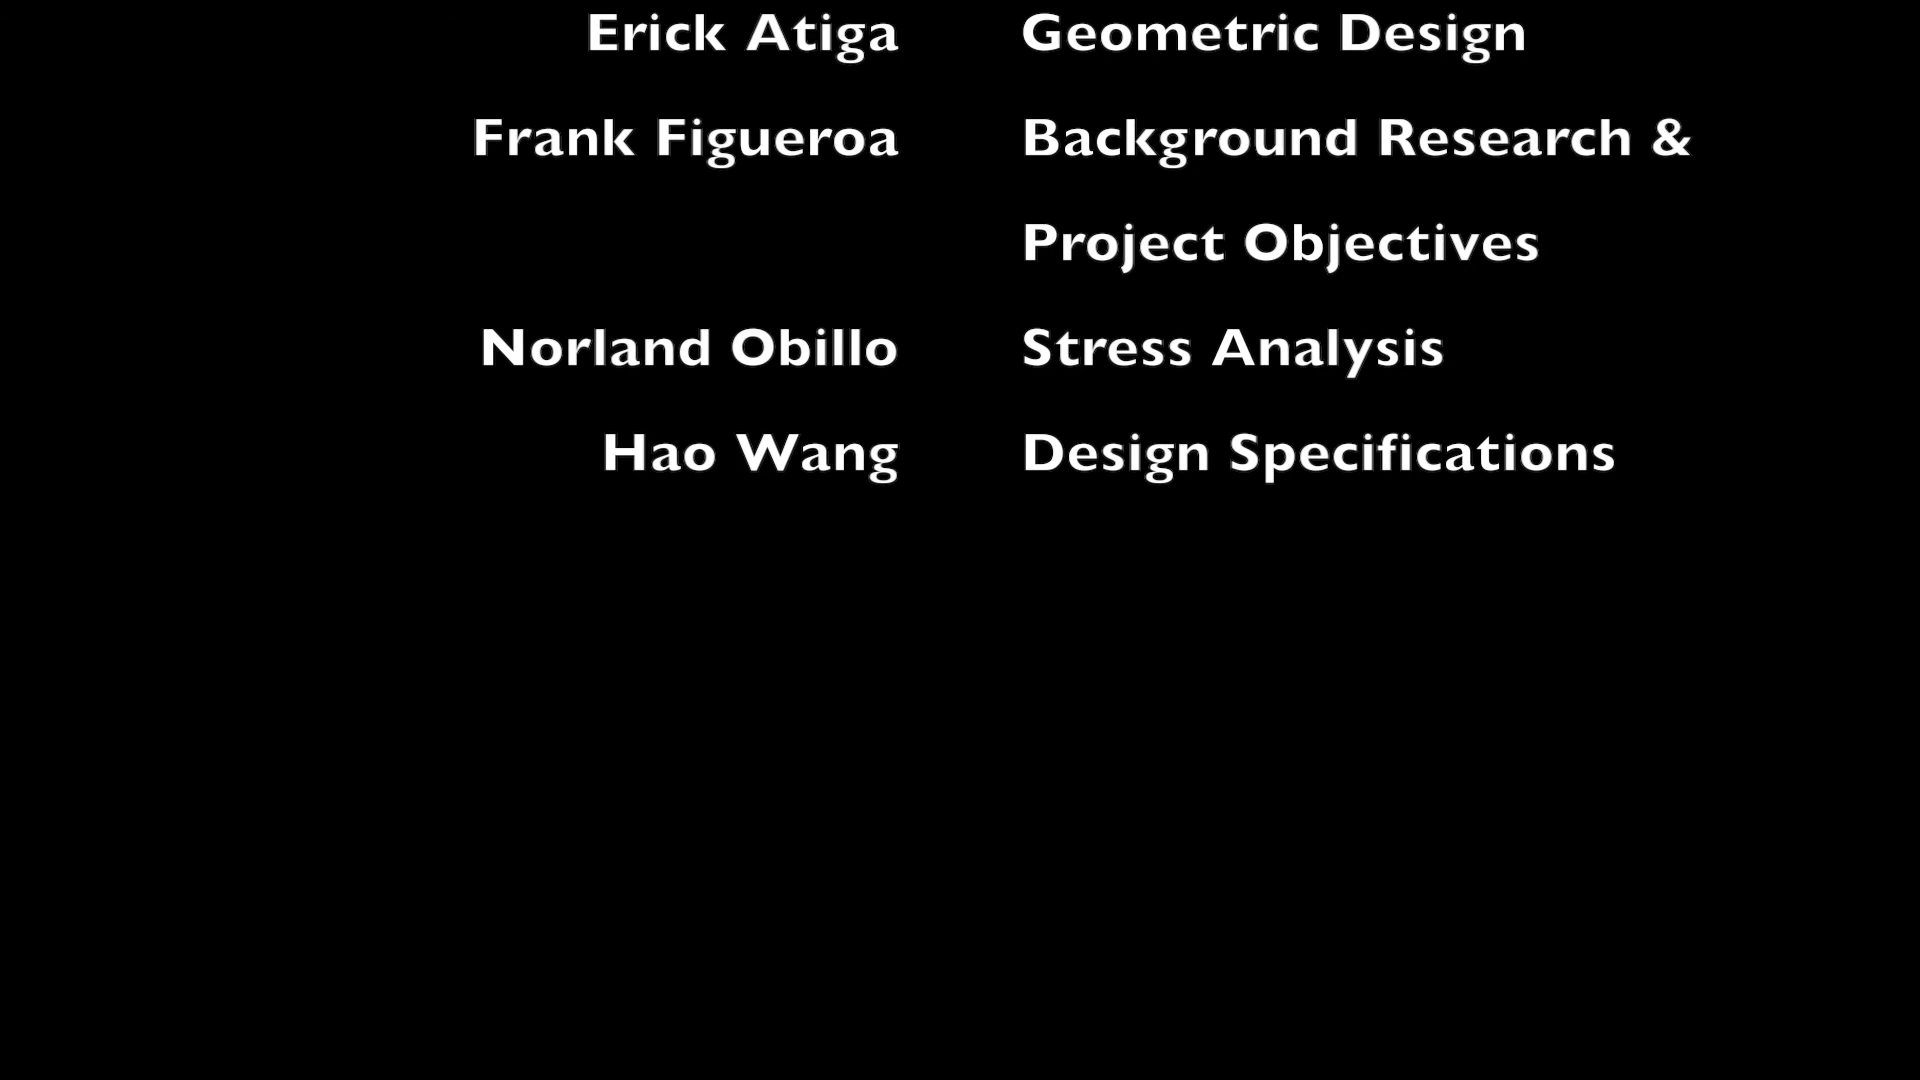 Erick Atiga Geometric Design
Frank Figueroa Background Research &
Project Objectives
Norland Obillo Stress Analysis
Hao Wang Design Specifications